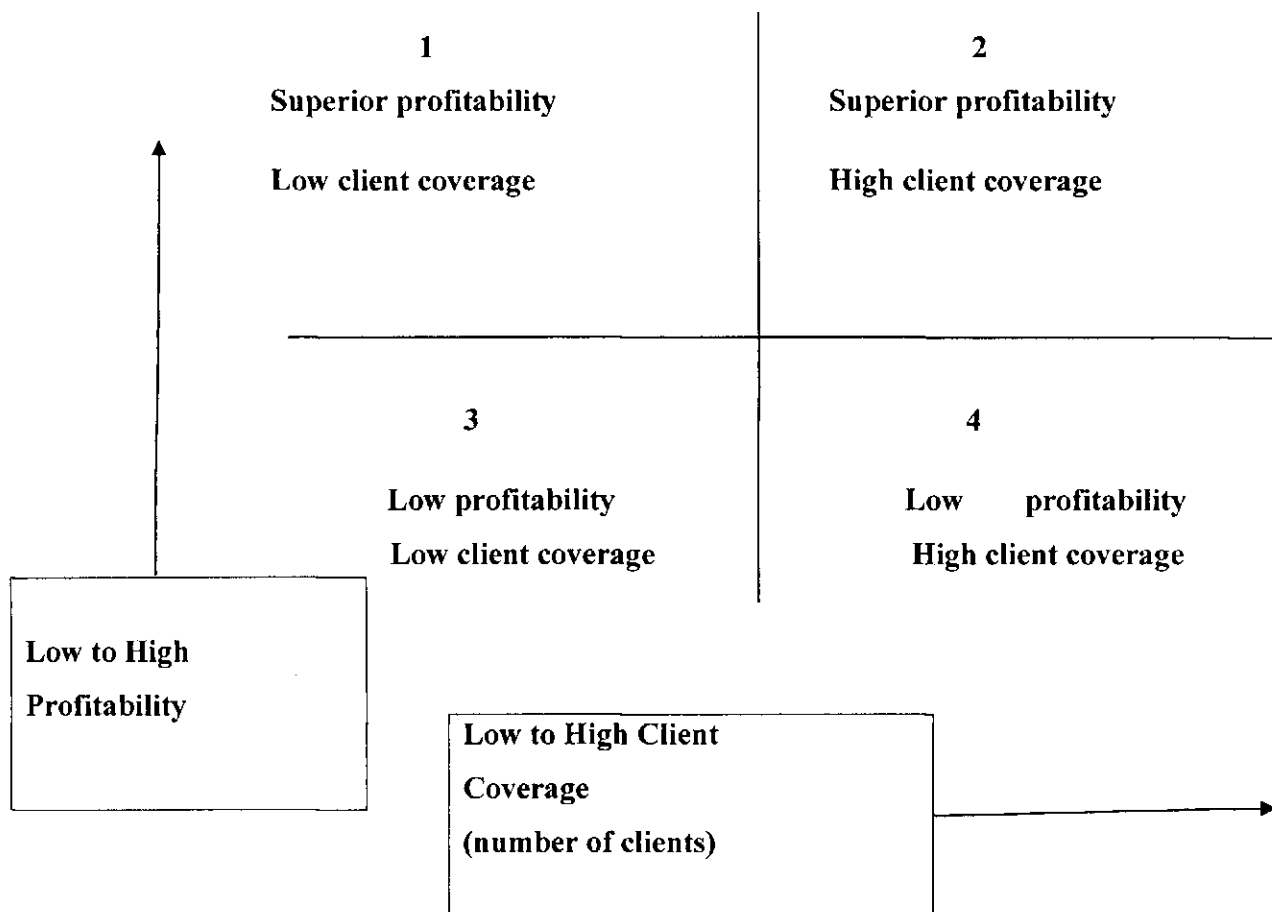 1
Superior profitability
Low client coverage
2
Superior profitability
High client coverage
3
Low profitability
Low client coverage
4
Low profitability
High client coverage
Low to High
Profitability
Low to High Client
Coverage
(number of clients)